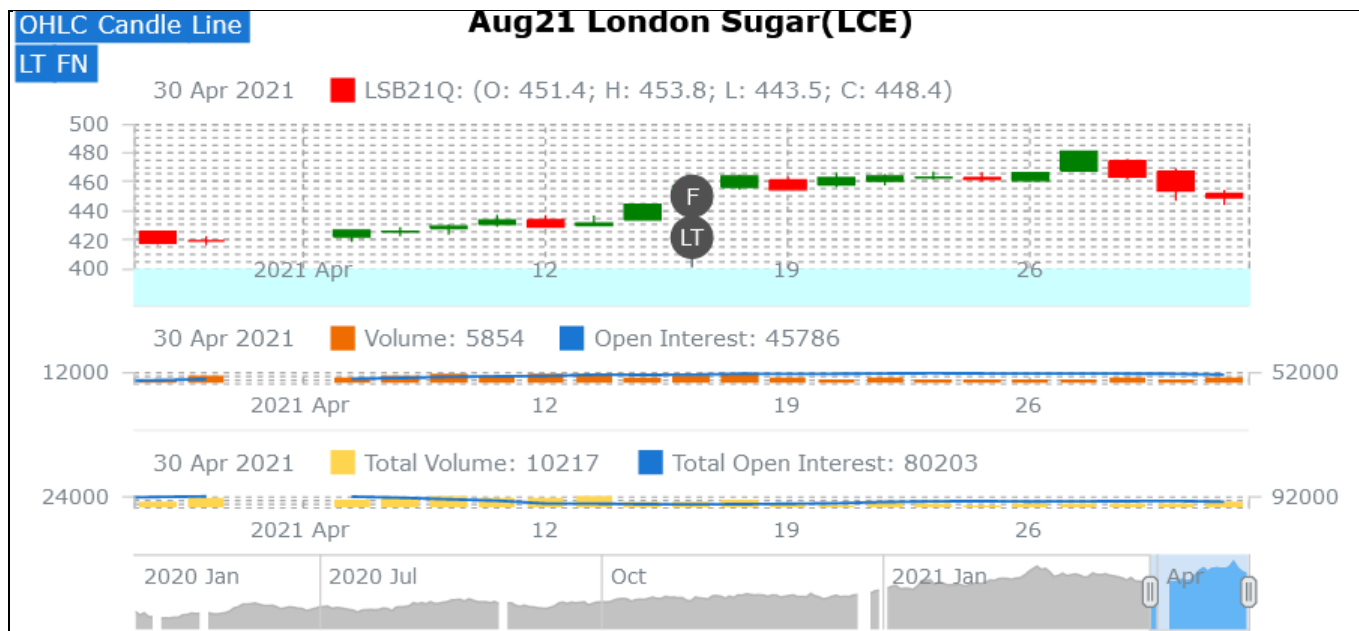 Aug21 London Sugar(LCE)
OHLC Candle Line
LT FN
30 Apr 2021 LSB21Q: (O: 451.4; H: 453.8; L: 443.5; C: 448.4)
500
480
460
440
420
400
F
LT
2021 Apr 12 19 26
30 Apr 2021 Volume: 5854 Open Interest: 45786
12000 52000
2021 Apr 12 19 26
30 Apr 2021 Total Volume: 10217 Total Open Interest: 80203
24000 92000
2021 Apr 12 19 26
2020 Jan 2020 Jul Oct 2021 Jan Apr